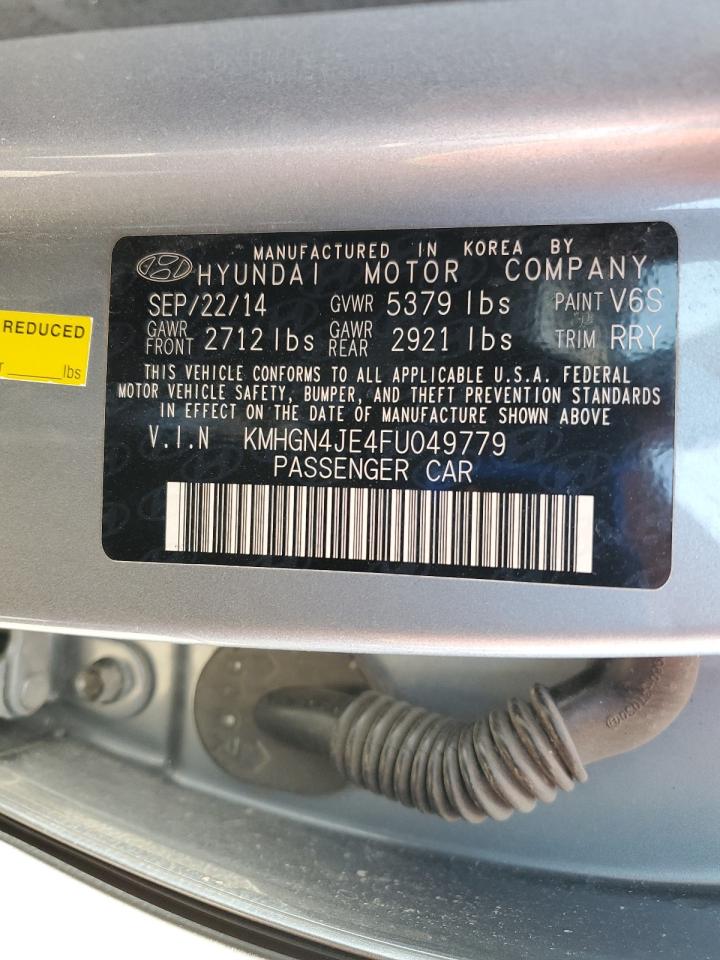 MANUFACTURED IN KOREA BY
HYUNDAI MOTOR COMPANY
SEP/22/14 GVWR 5379 lbs PAINT V6S
GAWR FRONT 2712 lbs GAWR REAR 2921 lbs TRIM RRY
THIS VEHICLE CONFORMS TO ALL APPLICABLE U.S.A. FEDERAL
MOTOR VEHICLE SAFETY, BUMPER, AND THEFT PREVENTION STANDARDS
IN EFFECT ON THE DATE OF MANUFACTURE SHOWN ABOVE
V.I.N KMHGN4JE4FU049779
PASSENGER CAR
REDUCED
lbs